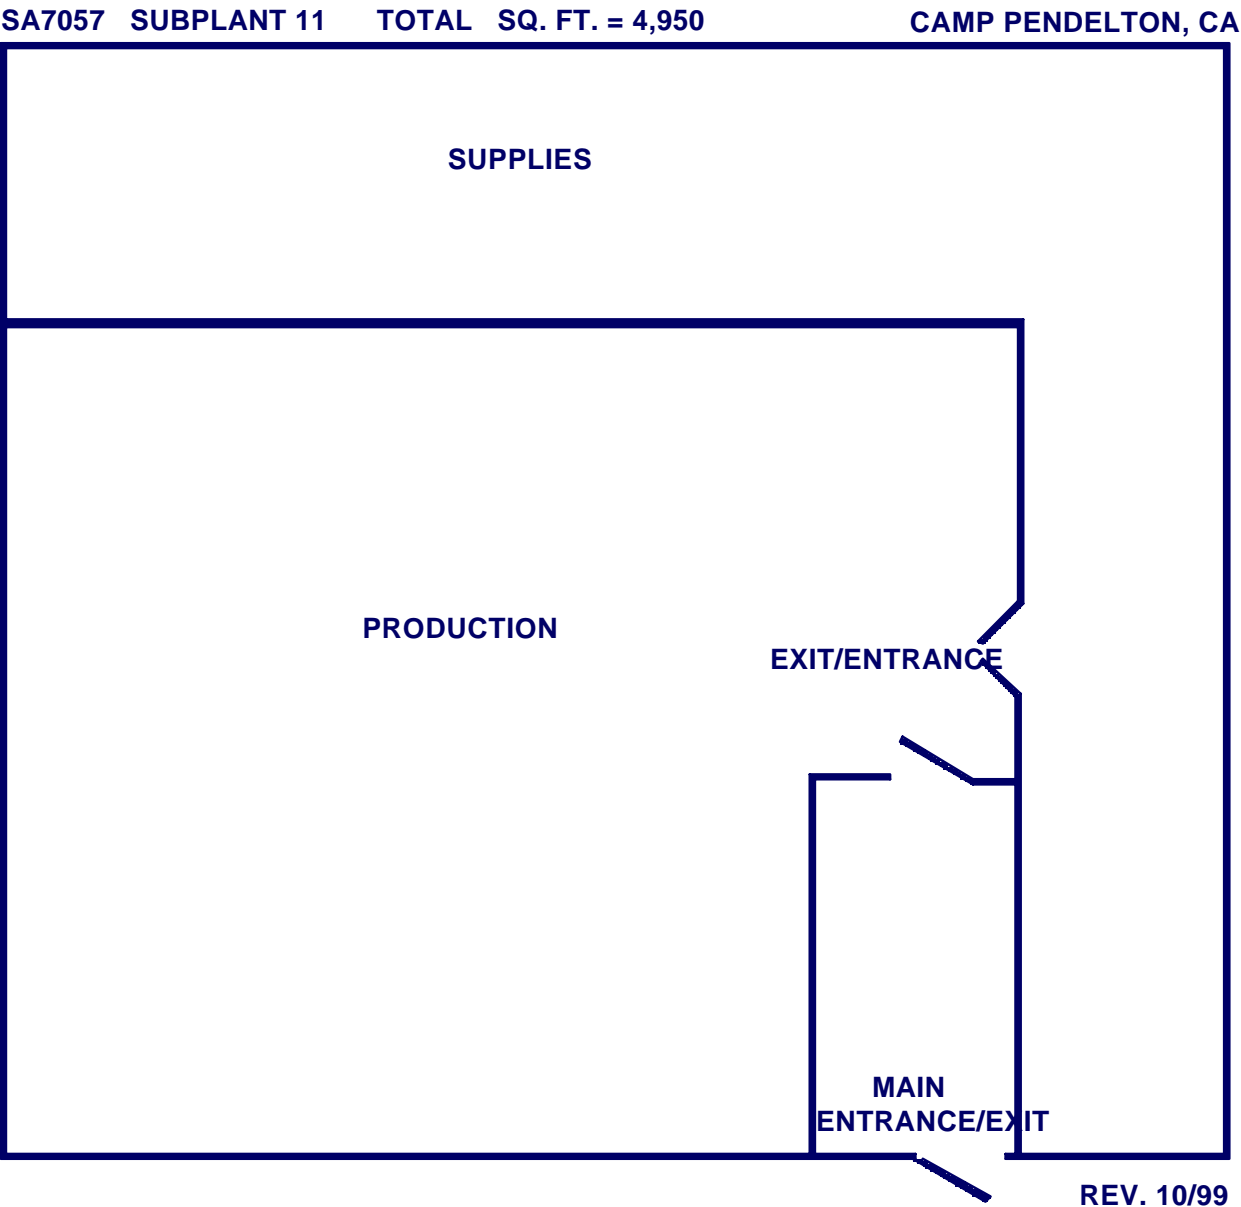 SA7057 SUBPLANT 11 TOTAL SQ. FT. = 4,950 CAMP PENDELTON, CA
SUPPLIES
PRODUCTION
EXIT/ENTRANCE
MAIN
ENTRANCE/EXIT
REV. 10/99